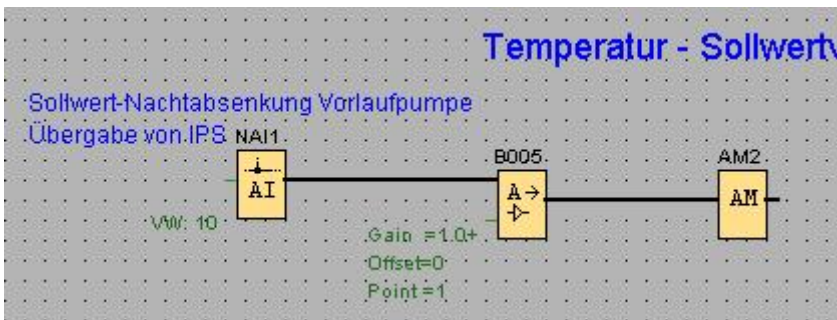 Temperatur - Sollwertv
Sollwert-Nachtabsenkung Vorlaufpumpe
Übergabe von IPS
NAI1
B005
AM2
AI
A→
AM
VW: 10
Gain =1.0+
Offset=0
Point=1